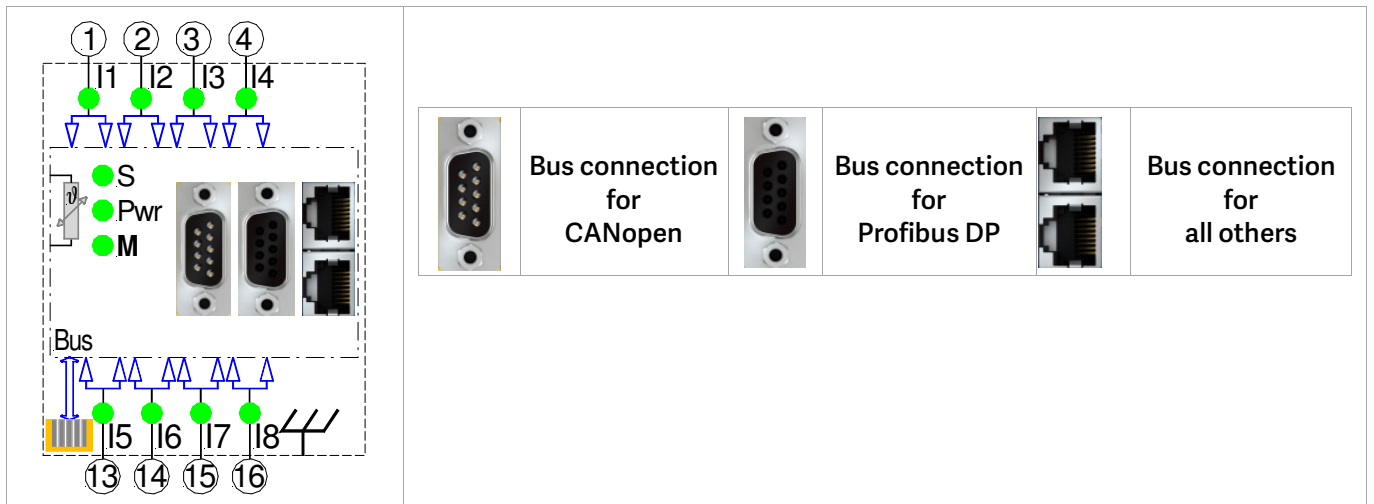 1 2 3 4
I1 I2 I3 I4
S
ϑ
Pwr
M
Bus
I5 I6 I7 I8
13 14 15 16
Bus connection
for
CANopen
Bus connection
for
Profibus DP
Bus connection
for
all others